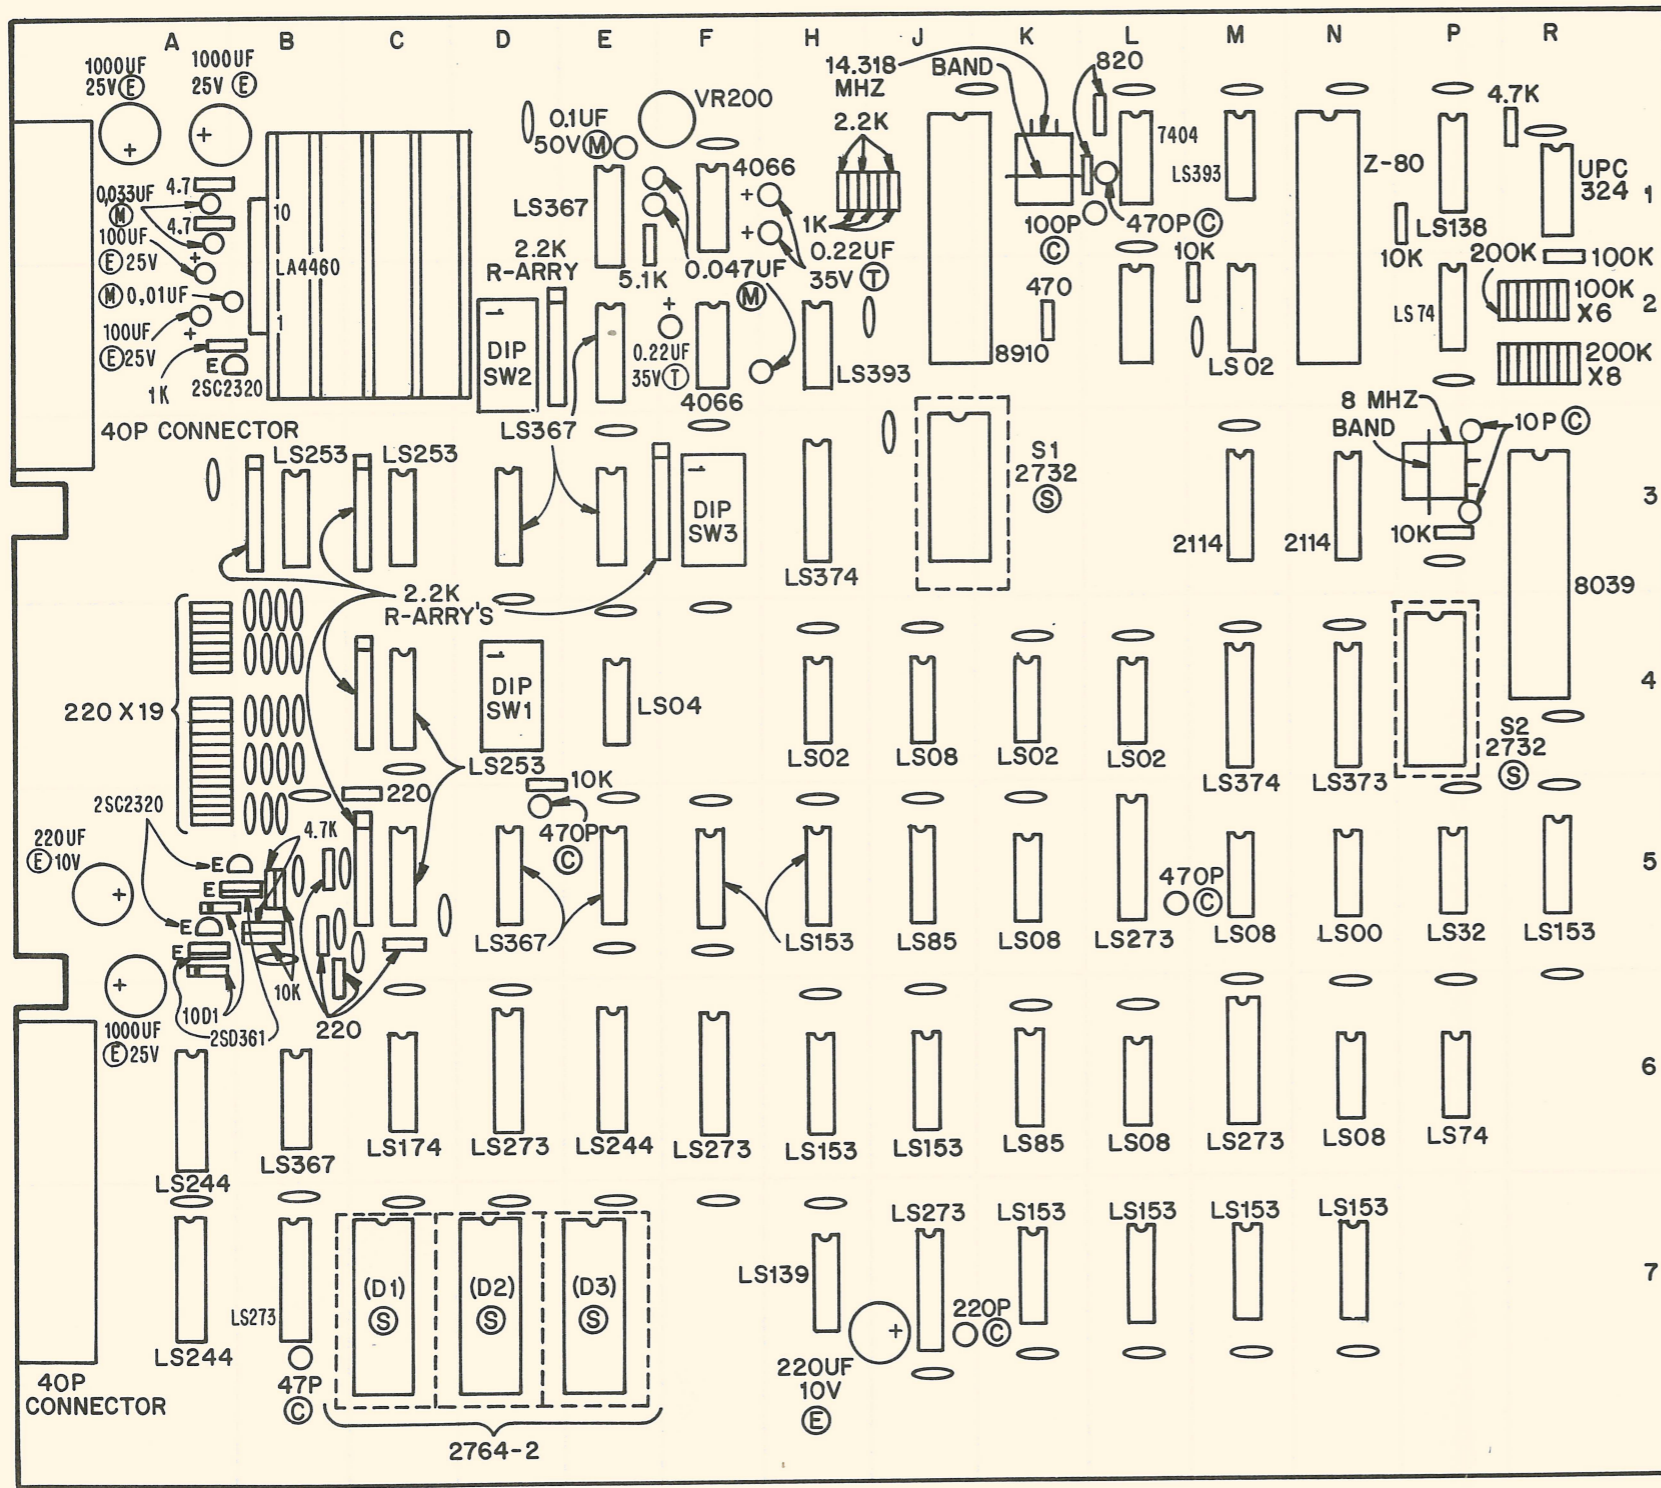 A B C D E F H J K L M N P R
1000UF
25V Ⓔ
1000UF
25V Ⓔ
+
+
0.1UF
50V Ⓜ
VR200
14.318
MHZ
BAND
820
2.2K
4.7K
4066
7404
LS393
Z-80
UPC
324
1
0,033UF
Ⓜ
4.7
4.7
10
LS367
+
+
1K
100P
Ⓒ
470P Ⓒ
10K
LS138
10K
200K
100K
100UF
Ⓔ 25V
+
LA4460
2.2K
R-ARRY
5.1K
0.047UF
Ⓜ
0.22UF
35V Ⓣ
470
Ⓜ 0,01UF
100UF
Ⓔ 25V
+
1
1
DIP
SW2
+
0.22UF
35V Ⓣ
LS74
100K
X6
2
1K
E
2SC2320
4066
LS393
8910
LS02
200K
X8
40P CONNECTOR
LS253
LS253
LS367
8 MHZ
BAND
10P Ⓒ
S1
2732
Ⓢ
1
DIP
SW3
3
2114
2114
10K
LS374
8039
2.2K
R-ARRY'S
220 X19
1
DIP
SW1
LS04
4
LS02
LS08
LS02
LS02
LS374
LS373
S2
2732
Ⓢ
LS253
10K
220
2SC2320
4.7K
470P
Ⓒ
220UF
Ⓔ 10V
+
E
E
E
E
470P
Ⓒ
5
LS367
LS153
LS85
LS08
LS273
LS08
LS00
LS32
LS153
+
1000UF
Ⓔ 25V
10D1
2SD361
10K
220
6
LS244
LS367
LS174
LS273
LS244
LS273
LS153
LS153
LS85
LS08
LS273
LS08
LS74
LS273
LS153
LS153
LS153
LS153
7
LS244
LS273
(D1)
Ⓢ
(D2)
Ⓢ
(D3)
Ⓢ
LS139
+
220P
Ⓒ
47P
Ⓒ
220UF
10V
Ⓔ
40P
CONNECTOR
2764-2